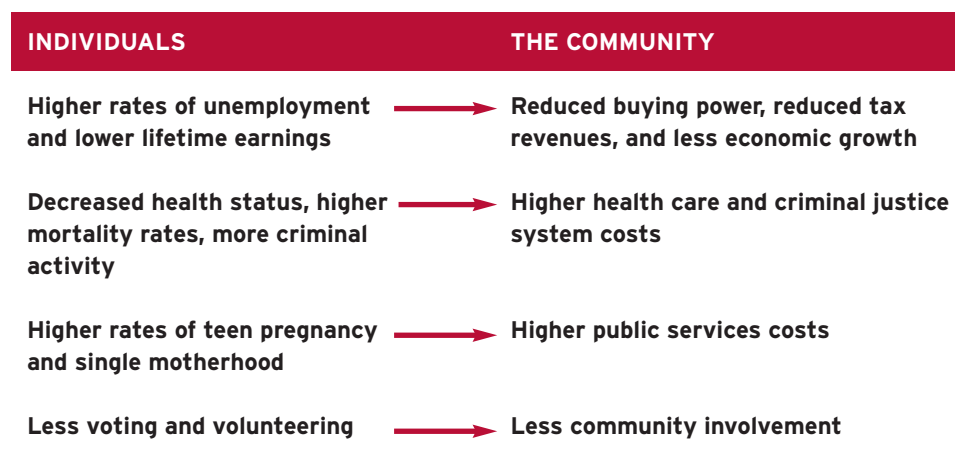 INDIVIDUALS
THE COMMUNITY
Higher rates of unemployment
and lower lifetime earnings
Reduced buying power, reduced tax
revenues, and less economic growth
Decreased health status, higher
mortality rates, more criminal
activity
Higher health care and criminal justice
system costs
Higher rates of teen pregnancy
and single motherhood
Higher public services costs
Less voting and volunteering
Less community involvement